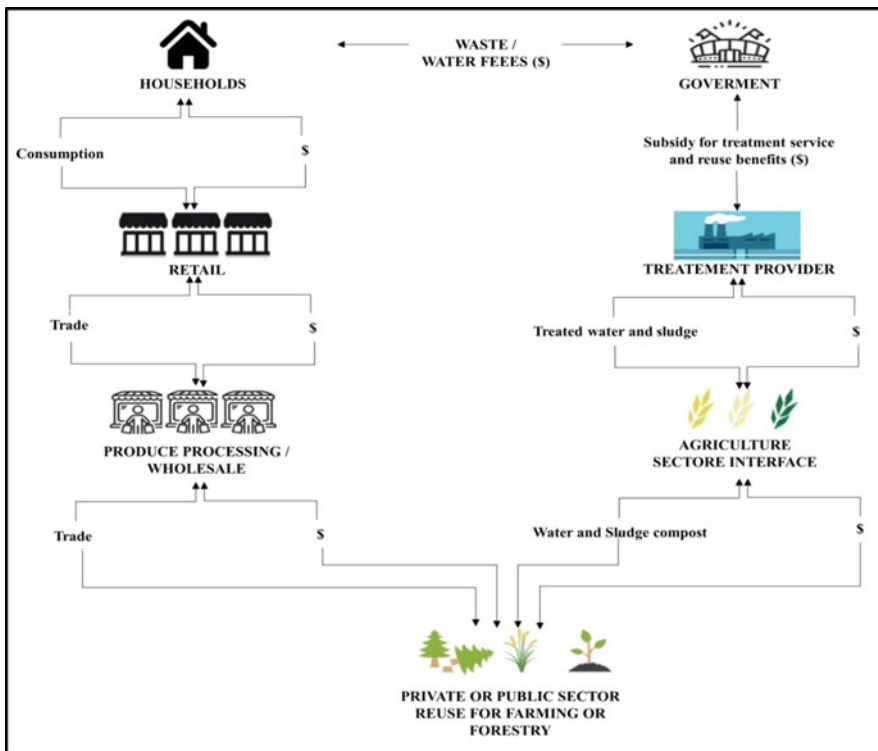 WASTE /
WATER FEEES ($)
HOUSEHOLDS
GOVERMENT
Consumption
$
Subsidy for treatment service
and reuse benefits ($)
RETAIL
TREATEMENT PROVIDER
Trade
$
Treated water and sludge
$
PRODUCE PROCESSING /
WHOLESALE
AGRICULTURE
SECTORE INTERFACE
Trade
$
Water and Sludge compost
$
PRIVATE OR PUBLIC SECTOR
REUSE FOR FARMING OR
FORESTRY